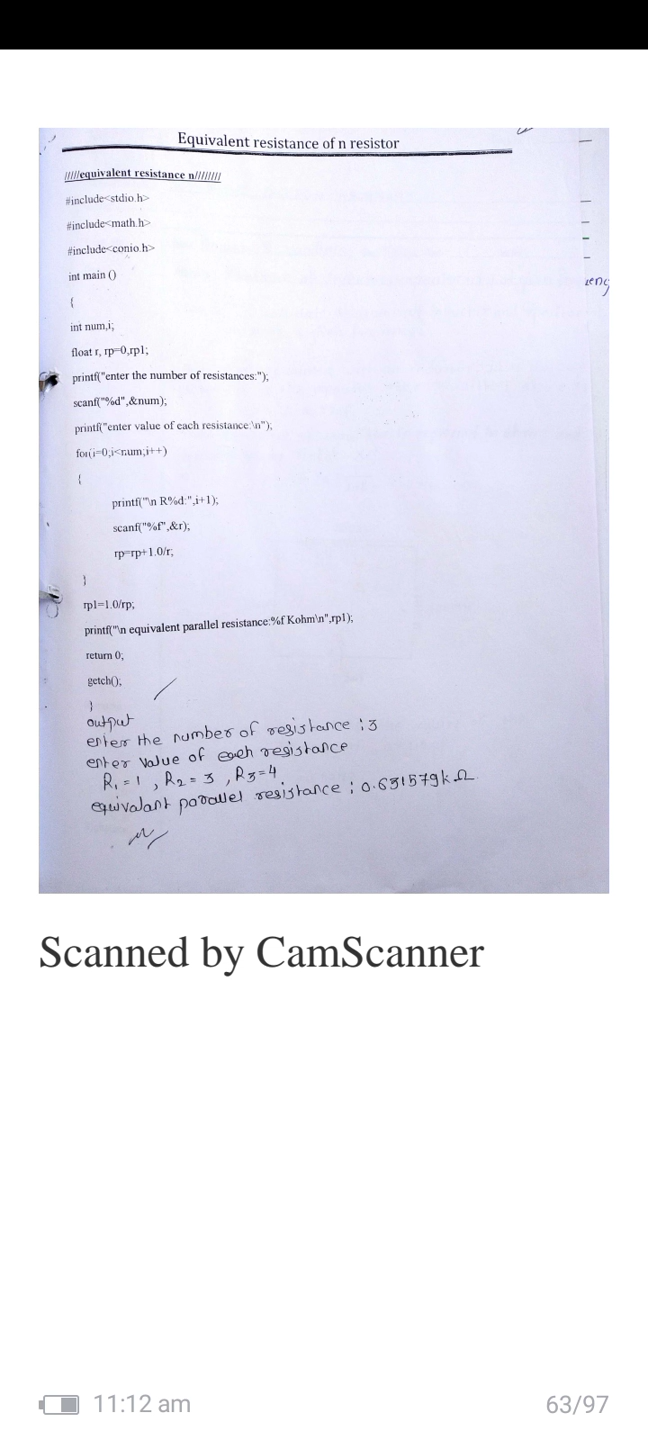 Equivalent resistance of n resistor
/////equivalent resistance n////////
#include<stdio.h>
#include<math.h>
#include<conio.h>
int main ()
{
int num,i;
float r, rp=0,rp1;
printf("enter the number of resistances:");
scanf("%d",&num);
printf("enter value of each resistance:\n");
for(i=0;i<num;i++)
{
printf("\n R%d:",i+1);
scanf("%f",&r);
rp=rp+1.0/r;
}
rp1=1.0/rp;
printf("\n equivalent parallel resistance:%f Kohm\n",rp1);
return 0;
getch();
}
output
enter the number of resistance : 3
enter value of each resistance
R₁ = 1 , R₂ = 3 , R₃ = 4
equivalant parallel resistance : 0.631579kΩ
Scanned by CamScanner
11:12 am
63/97